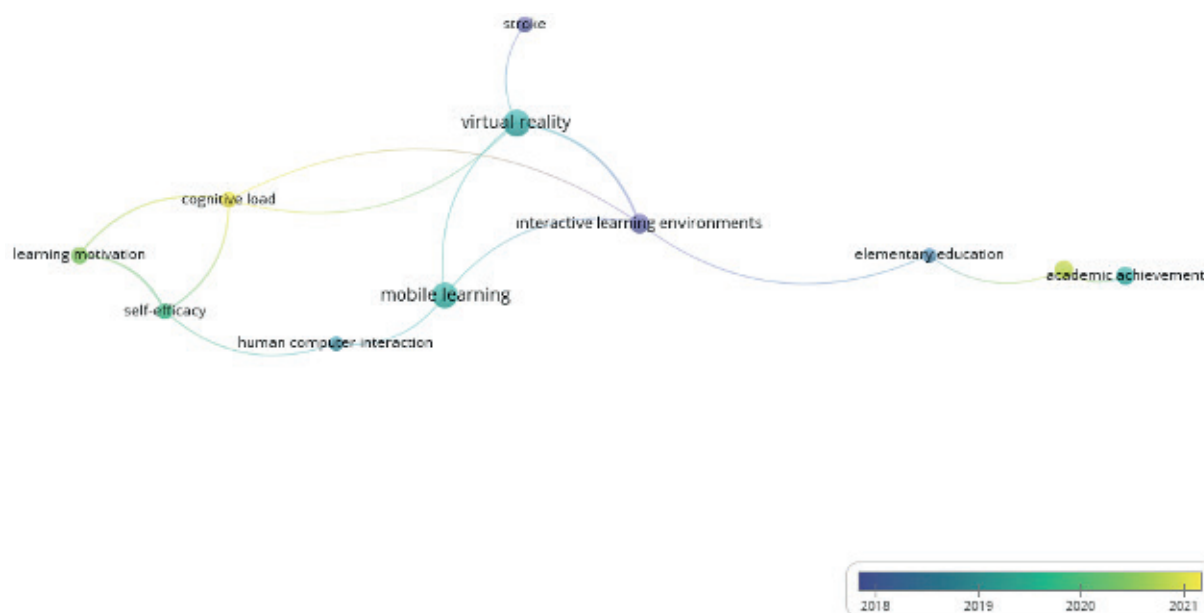 stroke
virtual reality
cognitive load
interactive learning environments
learning motivation
elementary education
academic achievement
mobile learning
self-efficacy
human computer interaction
2018
2019
2020
2021